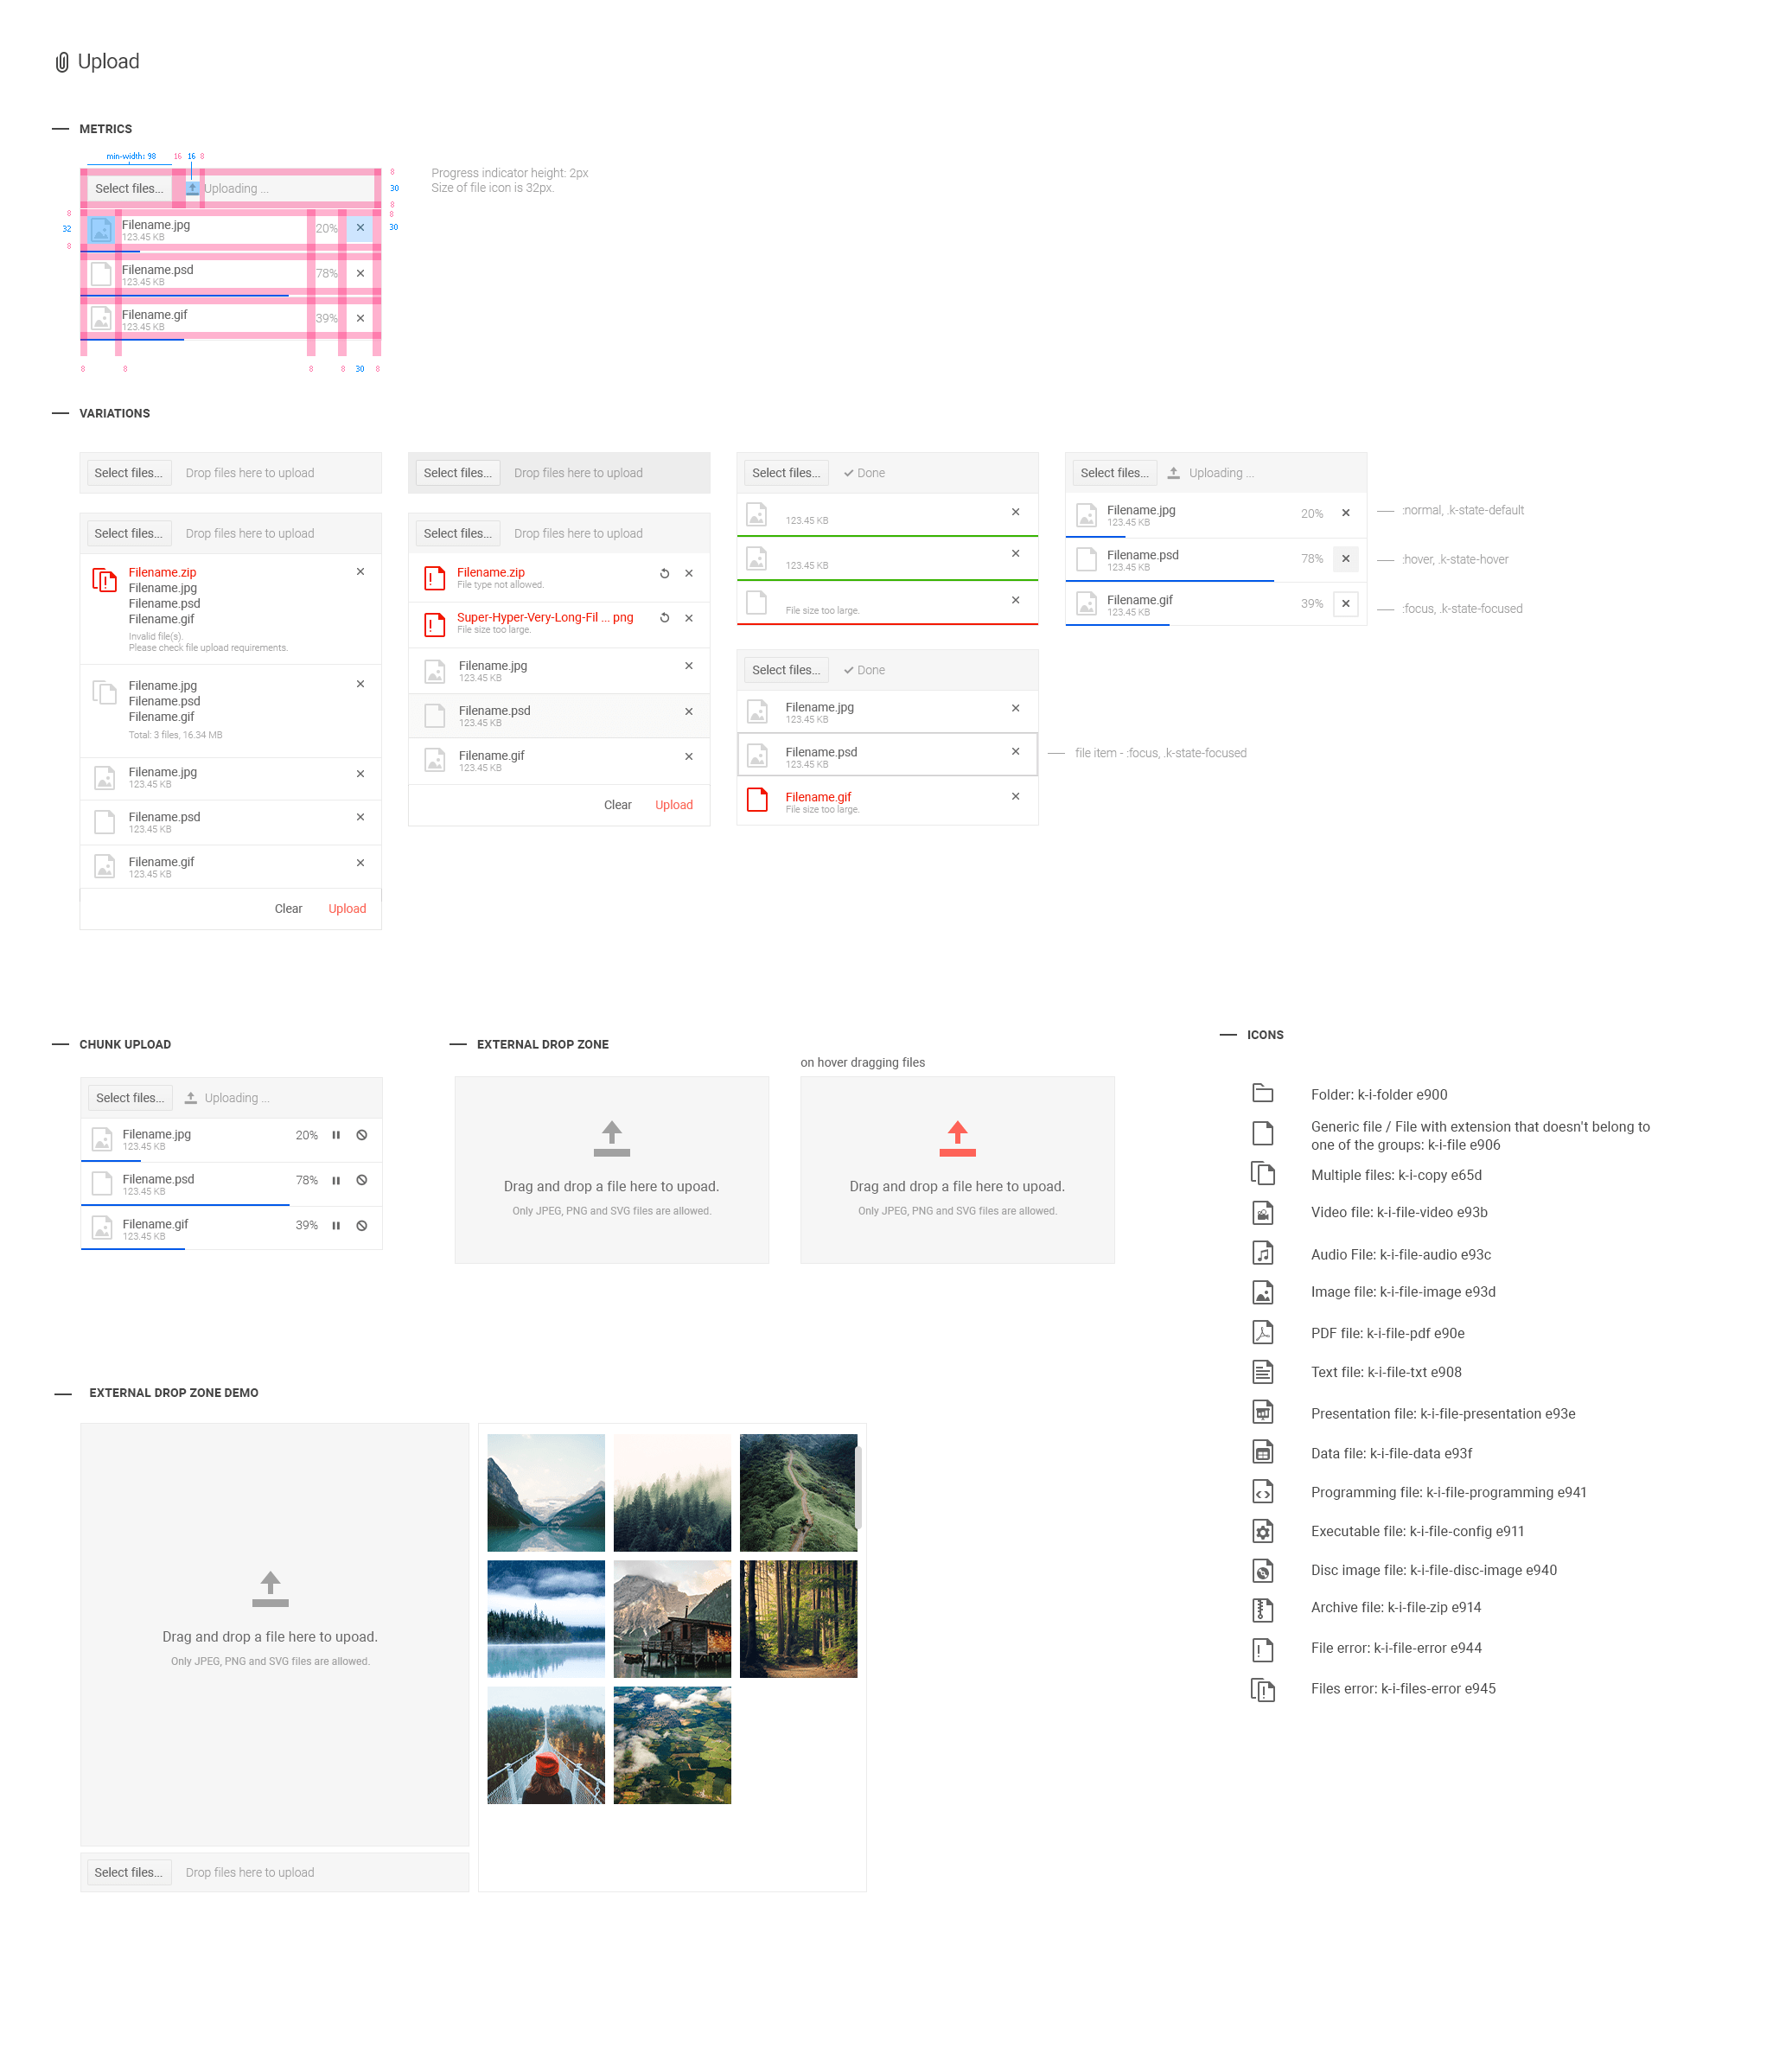 Upload
METRICS
min-width: 98
16
16
8
Select files...
Uploading ...
8
30
8
Progress indicator height: 2px
Size of file icon is 32px.
8
32
8
Filename.jpg
123.45 KB
20%
8
30
Filename.psd
123.45 KB
78%
Filename.gif
123.45 KB
39%
8
8
8
8
30
8
VARIATIONS
Select files...
Drop files here to upload
Select files...
Drop files here to upload
Filename.zip
Filename.jpg
Filename.psd
Filename.gif
Invalid file(s).
Please check file upload requirements.
Filename.jpg
Filename.psd
Filename.gif
Total: 3 files, 16.34 MB
Filename.jpg
123.45 KB
Filename.psd
123.45 KB
Filename.gif
123.45 KB
Clear
Upload
Select files...
Drop files here to upload
Select files...
Drop files here to upload
Filename.zip
File type not allowed.
Super-Hyper-Very-Long-Fil ... png
File size too large.
Filename.jpg
123.45 KB
Filename.psd
123.45 KB
Filename.gif
123.45 KB
Clear
Upload
Select files...
Done
123.45 KB
123.45 KB
File size too large.
Select files...
Done
Filename.jpg
123.45 KB
Filename.psd
123.45 KB
file item - :focus, .k-state-focused
Filename.gif
File size too large.
Select files...
Uploading ...
Filename.jpg
123.45 KB
20%
:normal, .k-state-default
Filename.psd
123.45 KB
78%
:hover, .k-state-hover
Filename.gif
123.45 KB
39%
:focus, .k-state-focused
CHUNK UPLOAD
Select files...
Uploading ...
Filename.jpg
123.45 KB
20%
Filename.psd
123.45 KB
78%
Filename.gif
123.45 KB
39%
EXTERNAL DROP ZONE
Drag and drop a file here to upoad.
Only JPEG, PNG and SVG files are allowed.
on hover dragging files
Drag and drop a file here to upoad.
Only JPEG, PNG and SVG files are allowed.
ICONS
Folder: k-i-folder e900
Generic file / File with extension that doesn't belong to
one of the groups: k-i-file e906
Multiple files: k-i-copy e65d
Video file: k-i-file-video e93b
Audio File: k-i-file-audio e93c
Image file: k-i-file-image e93d
PDF file: k-i-file-pdf e90e
Text file: k-i-file-txt e908
Presentation file: k-i-file-presentation e93e
Data file: k-i-file-data e93f
Programming file: k-i-file-programming e941
Executable file: k-i-file-config e911
Disc image file: k-i-file-disc-image e940
Archive file: k-i-file-zip e914
File error: k-i-file-error e944
Files error: k-i-files-error e945
EXTERNAL DROP ZONE DEMO
Drag and drop a file here to upoad.
Only JPEG, PNG and SVG files are allowed.
Select files...
Drop files here to upload